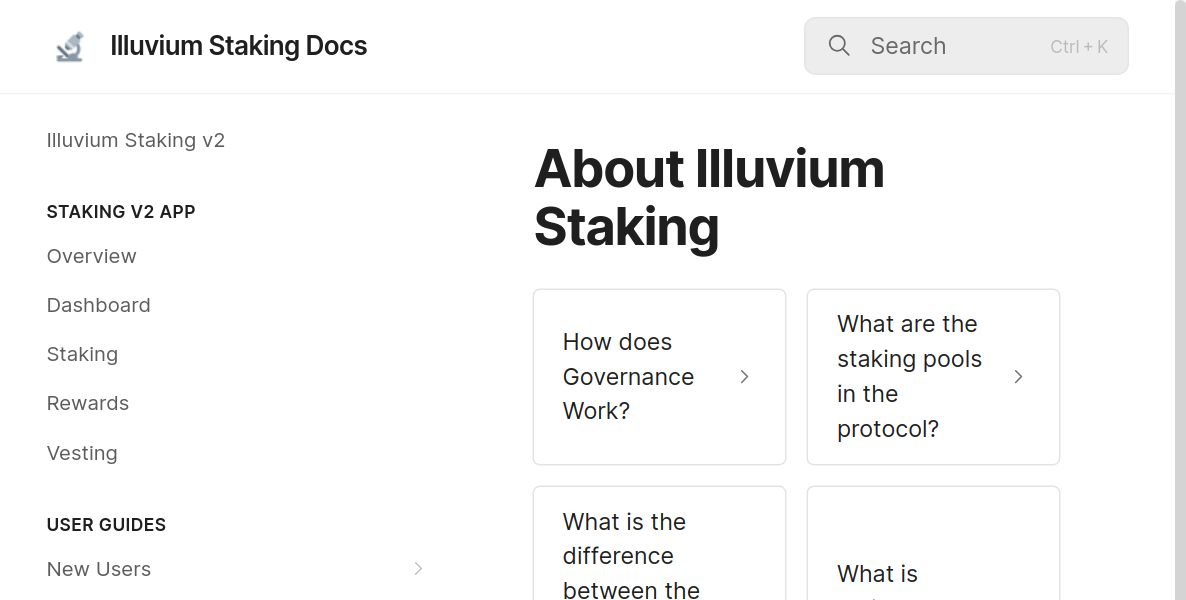 Illuvium Staking Docs
Search
Ctrl + K
Illuvium Staking v2
STAKING V2 APP
Overview
Dashboard
Staking
Rewards
Vesting
USER GUIDES
New Users
About Illuvium
Staking
How does
Governance
Work?
What are the
staking pools
in the
protocol?
What is the
difference
between the
What is